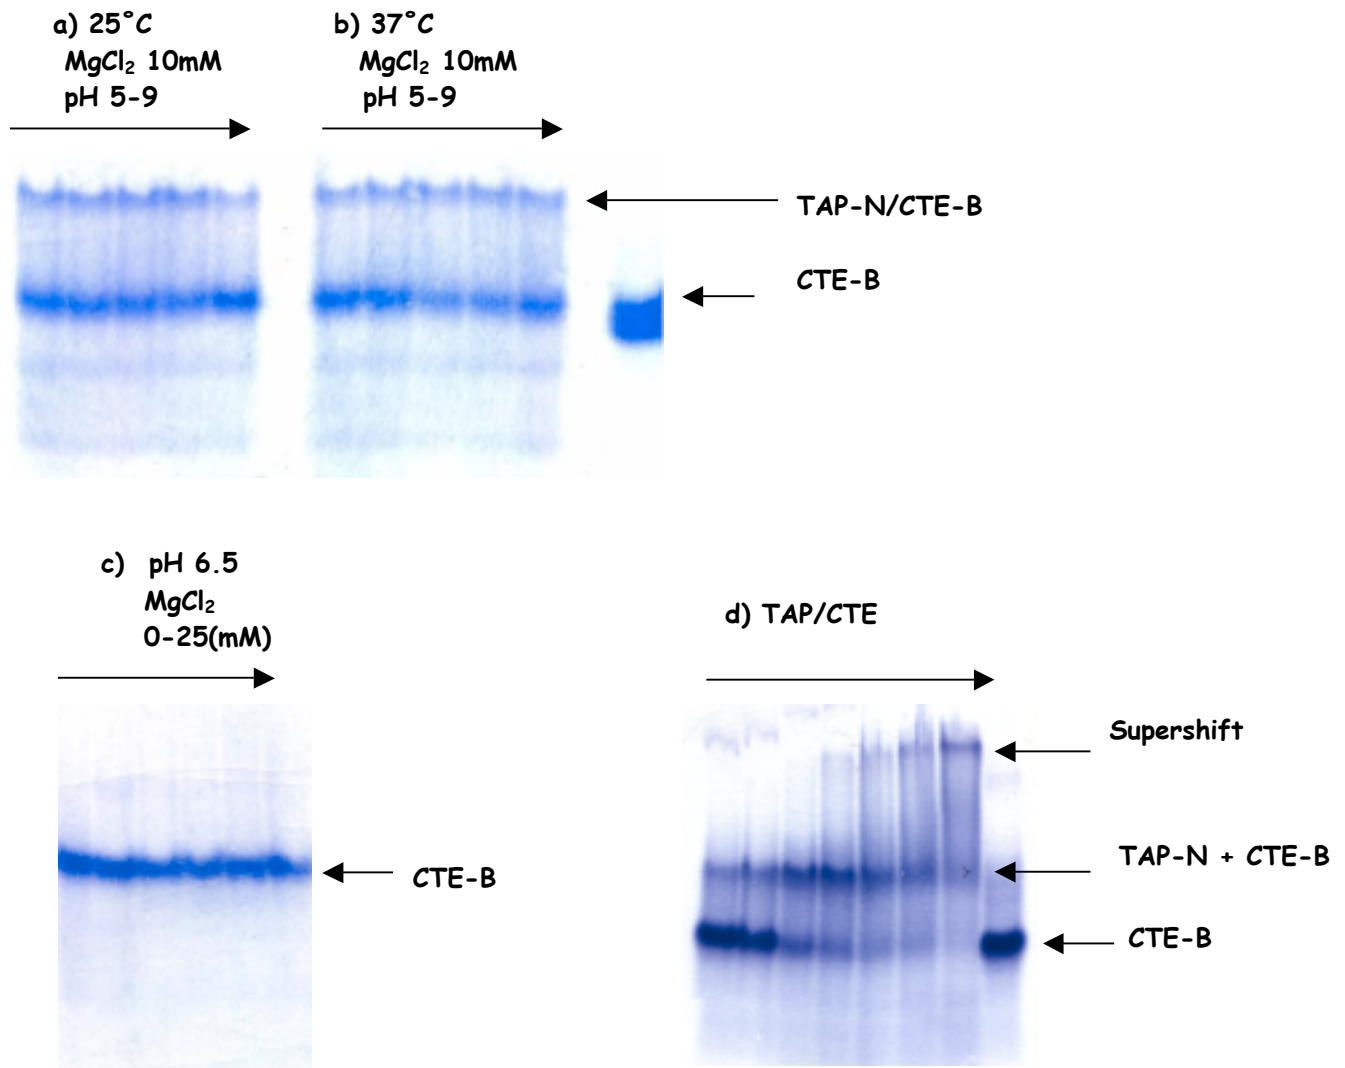 a) 25°C
MgCl₂ 10mM
pH 5-9
b) 37°C
MgCl₂ 10mM
pH 5-9
TAP-N/CTE-B
CTE-B
c) pH 6.5
MgCl₂
0-25(mM)
CTE-B
d) TAP/CTE
Supershift
TAP-N + CTE-B
CTE-B